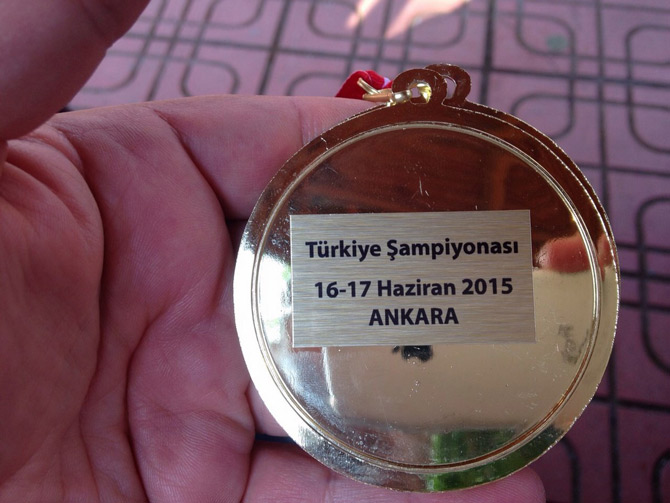 Türkiye Şampiyonası
16-17 Haziran 2015
ANKARA